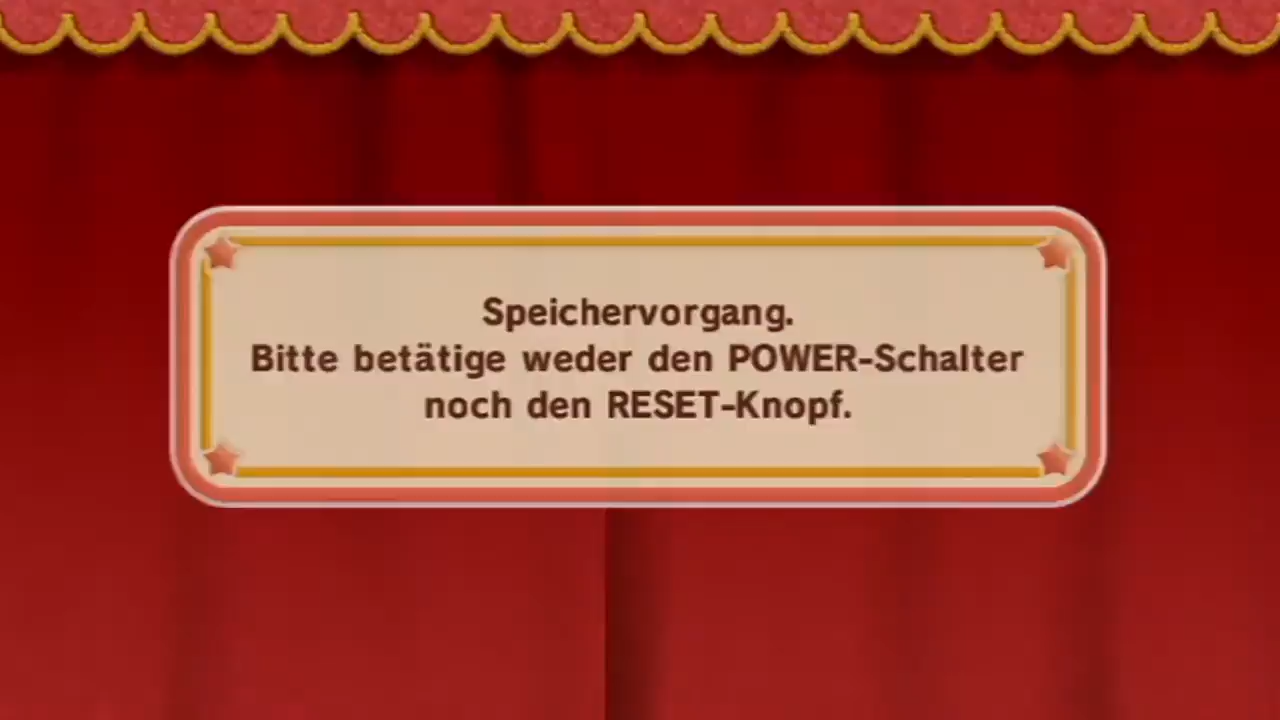 Speichervorgang.
Bitte betätige weder den POWER-Schalter
noch den RESET-Knopf.